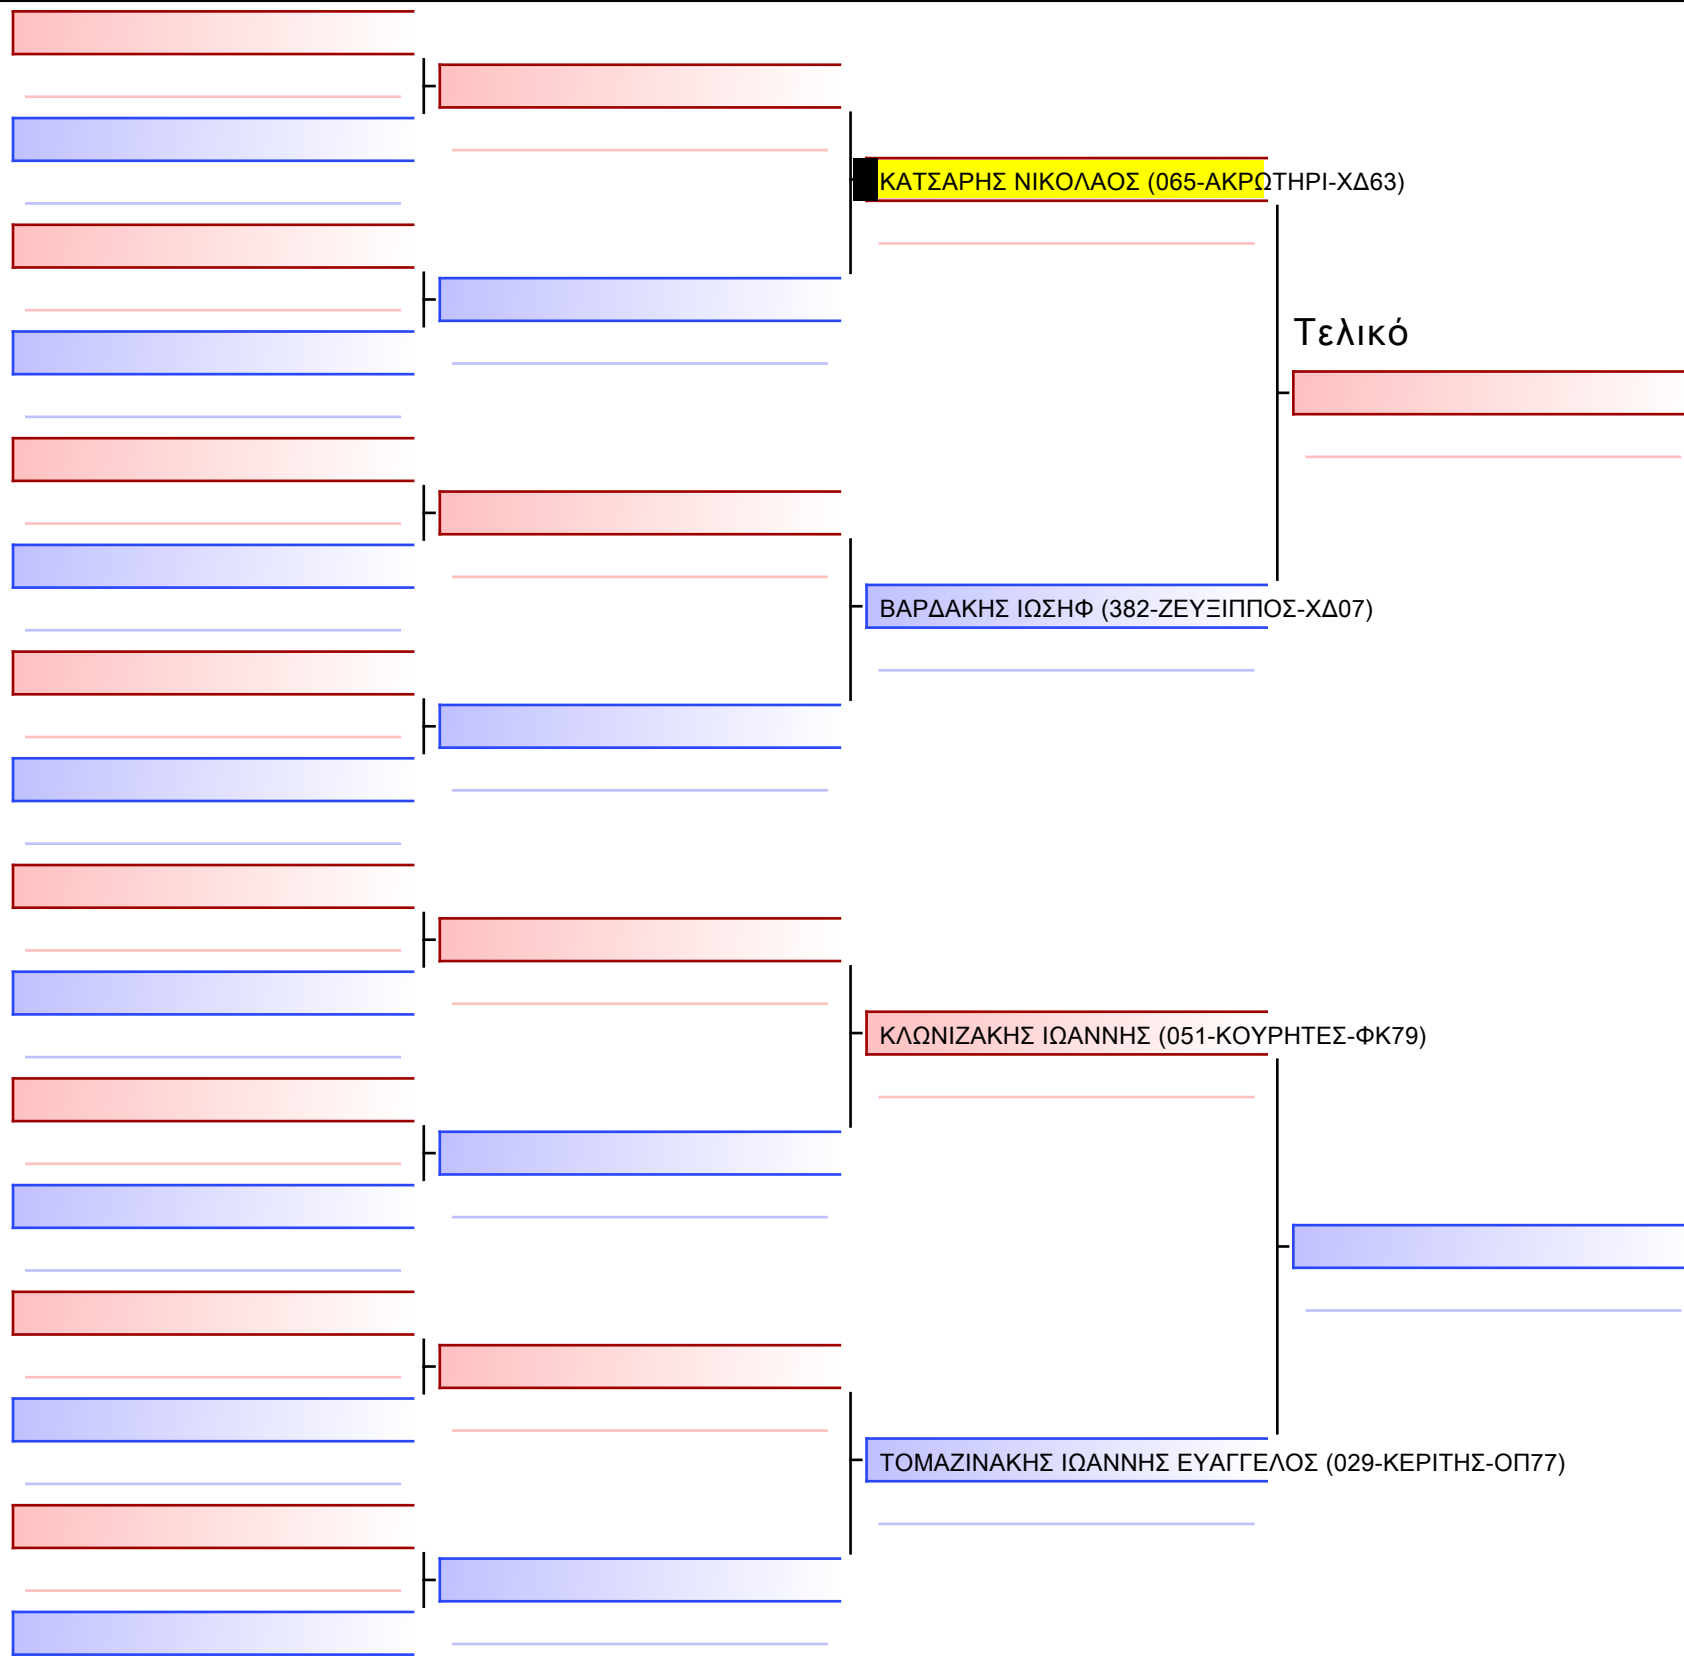 ΚΑΤΣΑΡΗΣ ΝΙΚΟΛΑΟΣ (065-ΑΚΡΩΤΗΡΙ-ΧΔ63)
Τελικό
ΒΑΡΔΑΚΗΣ ΙΩΣΗΦ (382-ΖΕΥΞΙΠΠΟΣ-ΧΔ07)
ΚΛΩΝΙΖΑΚΗΣ ΙΩΑΝΝΗΣ (051-ΚΟΥΡΗΤΕΣ-ΦΚ79)
ΤΟΜΑΖΙΝΑΚΗΣ ΙΩΑΝΝΗΣ ΕΥΑΓΓΕΛΟΣ (029-ΚΕΡΙΤΗΣ-ΟΠ77)